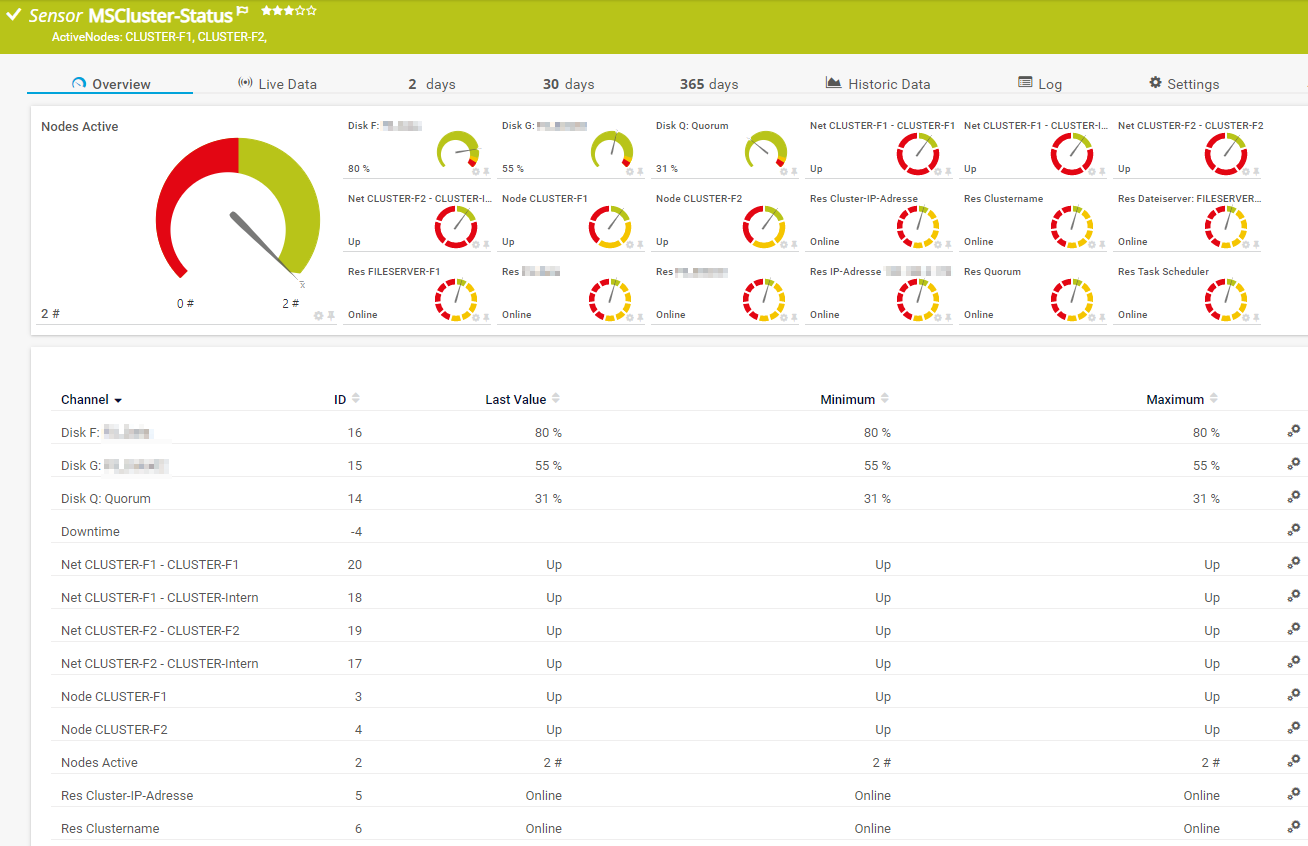 Sensor MSCluster-Status
ActiveNodes: CLUSTER-F1, CLUSTER-F2,
Overview Live Data 2 days 30 days 365 days Historic Data Log Settings
Nodes Active
0 # 2 #
2 #
Disk F: Disk G: Disk Q: Quorum Net CLUSTER-F1 - CLUSTER-F1 Net CLUSTER-F1 - CLUSTER-I... Net CLUSTER-F2 - CLUSTER-F2
80 % 55 % 31 % Up Up Up
Net CLUSTER-F2 - CLUSTER-I... Node CLUSTER-F1 Node CLUSTER-F2 Res Cluster-IP-Adresse Res Clustername Res Dateiserver: FILESERVER...
Up Up Up Online Online Online
Res FILESERVER-F1 Res Res Res IP-Adresse Res Quorum Res Task Scheduler
Online Online Online Online Online Online
Channel ID Last Value Minimum Maximum
Disk F: 16 80 % 80 % 80 %
Disk G: 15 55 % 55 % 55 %
Disk Q: Quorum 14 31 % 31 % 31 %
Downtime -4
Net CLUSTER-F1 - CLUSTER-F1 20 Up Up Up
Net CLUSTER-F1 - CLUSTER-Intern 18 Up Up Up
Net CLUSTER-F2 - CLUSTER-F2 19 Up Up Up
Net CLUSTER-F2 - CLUSTER-Intern 17 Up Up Up
Node CLUSTER-F1 3 Up Up Up
Node CLUSTER-F2 4 Up Up Up
Nodes Active 2 2 # 2 # 2 #
Res Cluster-IP-Adresse 5 Online Online Online
Res Clustername 6 Online Online Online